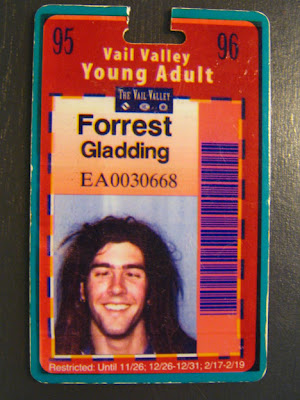 95 96
Vail Valley
Young Adult
THE VAIL VALLEY
Forrest
Gladding
EA0030668
Restricted: Until 11/26; 12/26-12/31; 2/17-2/19